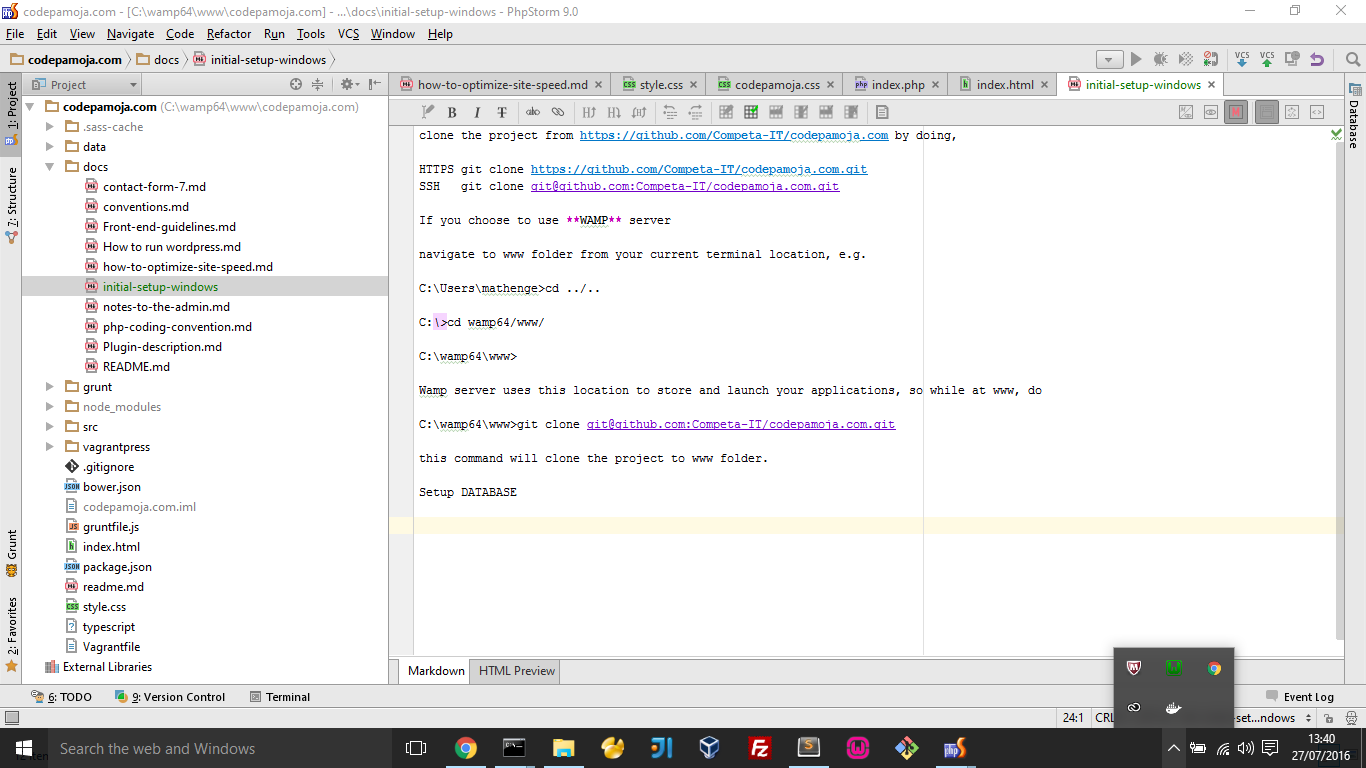 codepamoja.com - [C:\wamp64\www\codepamoja.com] - ...\docs\initial-setup-windows - PhpStorm 9.0
File Edit View Navigate Code Refactor Run Tools VCS Window Help
codepamoja.com docs initial-setup-windows
VCS VCS
Project
how-to-optimize-site-speed.md style.css codepamoja.css index.php index.html initial-setup-windows
1: Project
7: Structure
Grunt
2: Favorites
codepamoja.com (C:\wamp64\www\codepamoja.com)
.sass-cache
data
docs
contact-form-7.md
conventions.md
Front-end-guidelines.md
How to run wordpress.md
how-to-optimize-site-speed.md
initial-setup-windows
notes-to-the-admin.md
php-coding-convention.md
Plugin-description.md
README.md
grunt
node_modules
src
vagrantpress
.gitignore
bower.json
codepamoja.com.iml
gruntfile.js
index.html
package.json
readme.md
style.css
typescript
Vagrantfile
External Libraries
clone the project from https://github.com/Competa-IT/codepamoja.com by doing,
HTTPS git clone https://github.com/Competa-IT/codepamoja.com.git
SSH git clone git@github.com:Competa-IT/codepamoja.com.git
If you choose to use **WAMP** server
navigate to www folder from your current terminal location, e.g.
C:\Users\mathenge>cd ../..
C:\>cd wamp64/www/
C:\wamp64\www>
Wamp server uses this location to store and launch your applications, so while at www, do
C:\wamp64\www>git clone git@github.com:Competa-IT/codepamoja.com.git
this command will clone the project to www folder.
Setup DATABASE
Database
Markdown HTML Preview
6: TODO 9: Version Control Terminal Event Log
24:1 CRL set...ndows
Search the web and Windows
13:40
27/07/2016